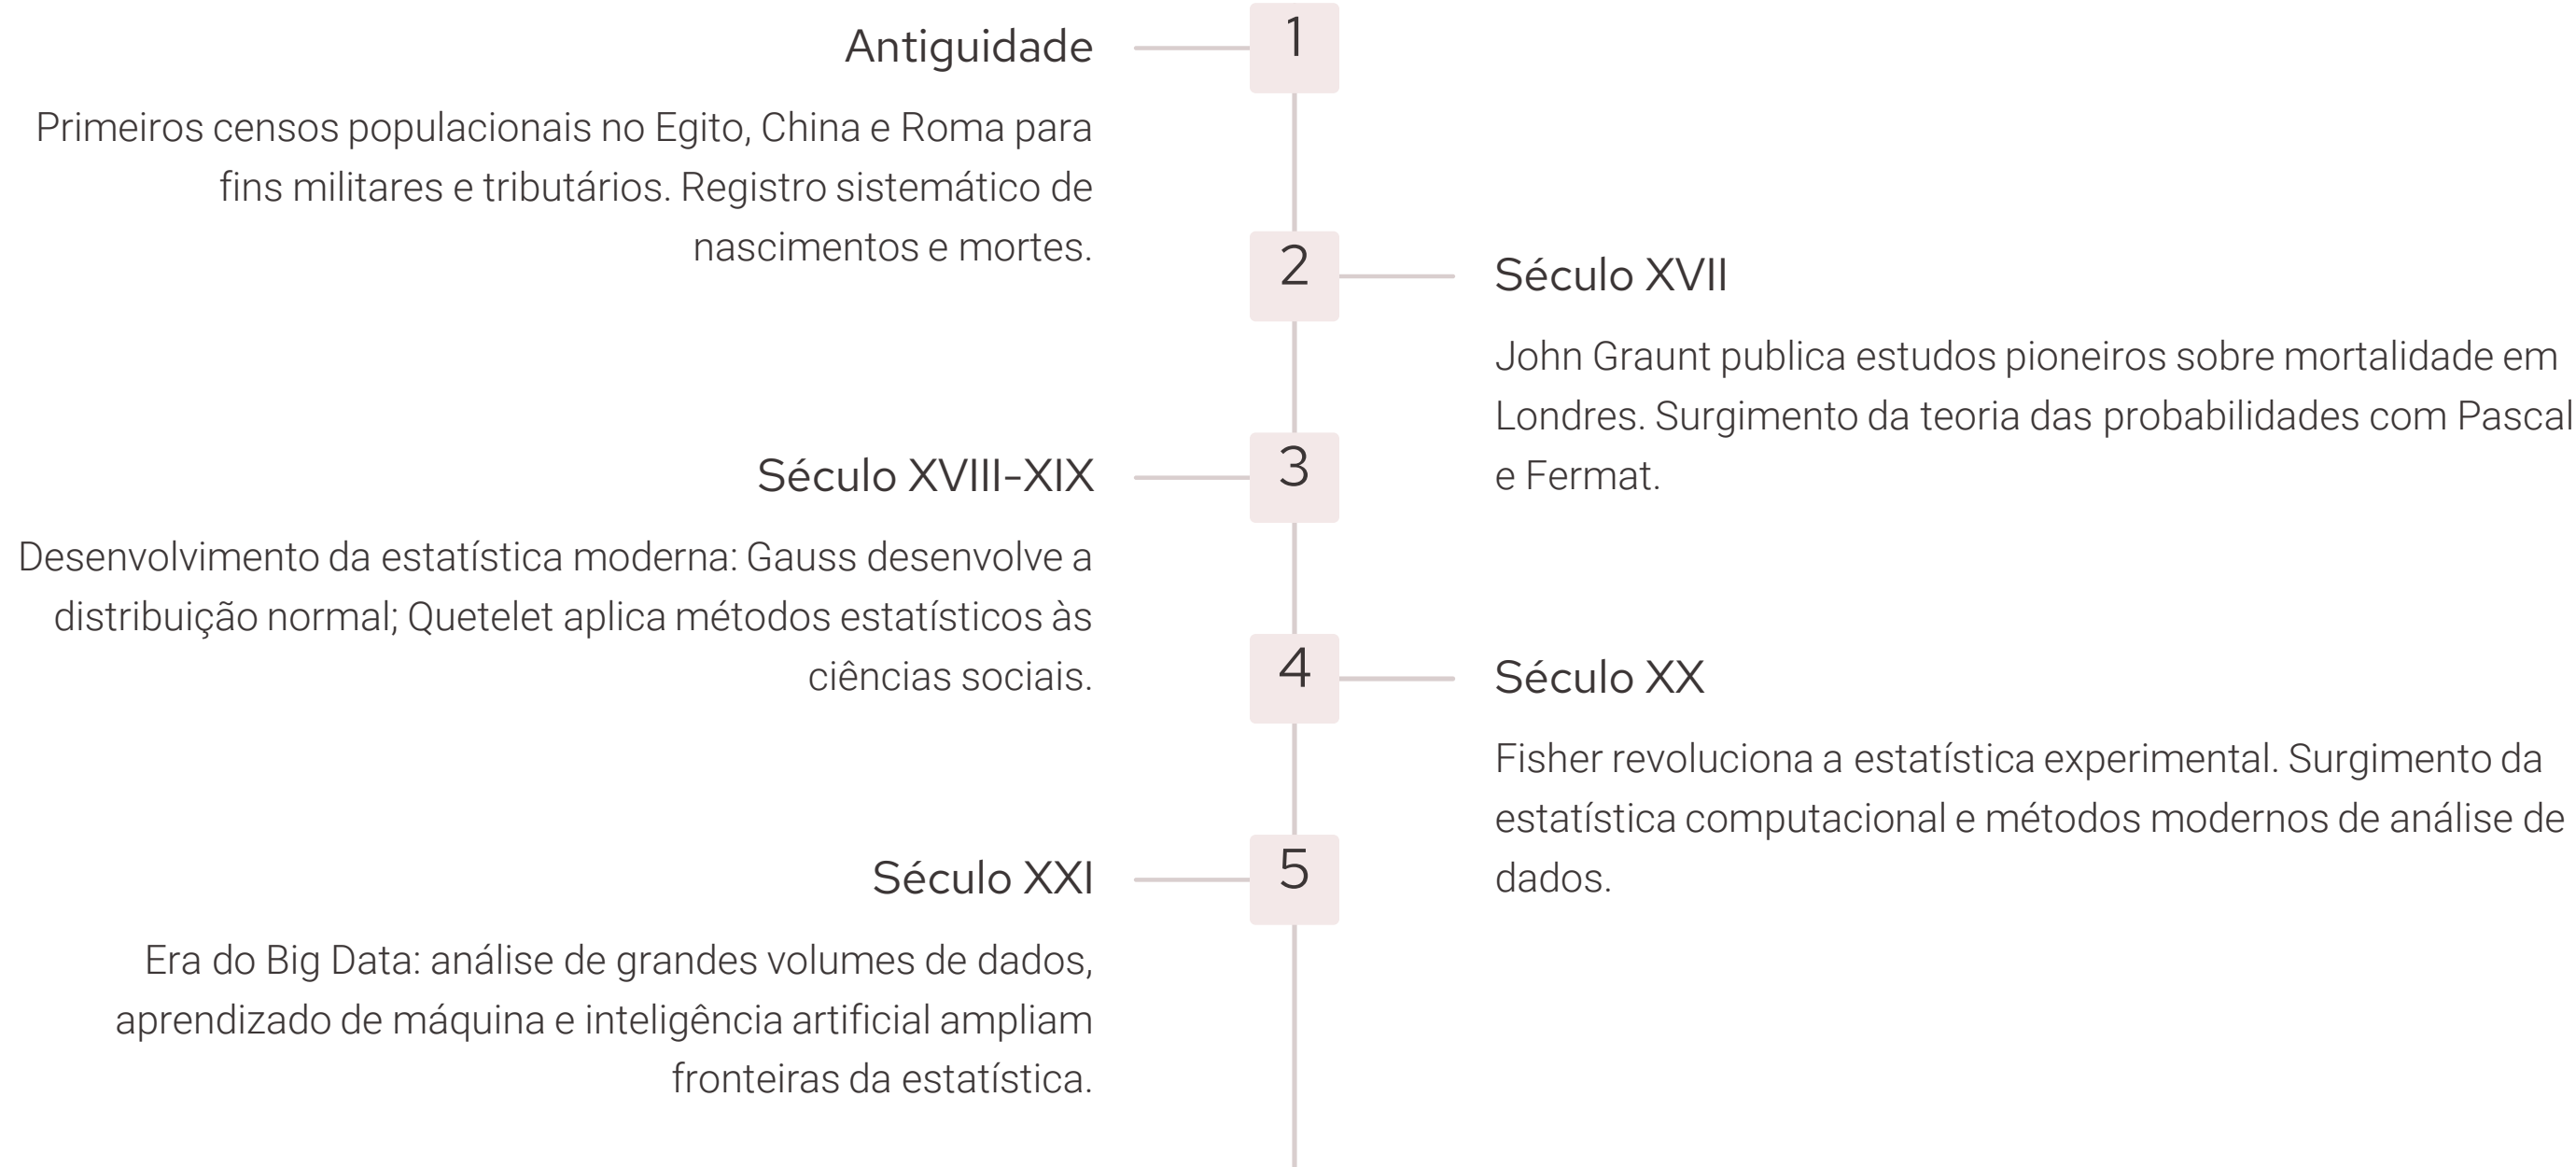 1
Antiguidade
Primeiros censos populacionais no Egito, China e Roma para
fins militares e tributários. Registro sistemático de
nascimentos e mortes.
2
Século XVII
John Graunt publica estudos pioneiros sobre mortalidade em
Londres. Surgimento da teoria das probabilidades com Pascal
e Fermat.
3
Século XVIII-XIX
Desenvolvimento da estatística moderna: Gauss desenvolve a
distribuição normal; Quetelet aplica métodos estatísticos às
ciências sociais.
4
Século XX
Fisher revoluciona a estatística experimental. Surgimento da
estatística computacional e métodos modernos de análise de
dados.
5
Século XXI
Era do Big Data: análise de grandes volumes de dados,
aprendizado de máquina e inteligência artificial ampliam
fronteiras da estatística.